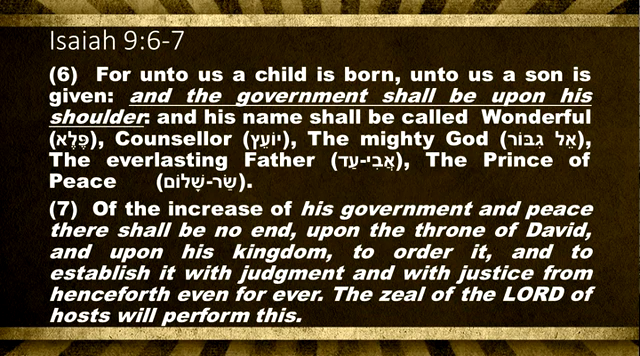 Isaiah 9:6-7
(6) For unto us a child is born, unto us a son is
given: and the government shall be upon his
shoulder: and his name shall be called Wonderful
(פֶּלֶא), Counsellor (יוֹעֵץ), The mighty God (אֵל גִּבּוֹר),
The everlasting Father (אֲבִי-עַד), The Prince of
Peace (שַׂר-שָׁלוֹם).
(7) Of the increase of his government and peace
there shall be no end, upon the throne of David,
and upon his kingdom, to order it, and to
establish it with judgment and with justice from
henceforth even for ever. The zeal of the LORD of
hosts will perform this.